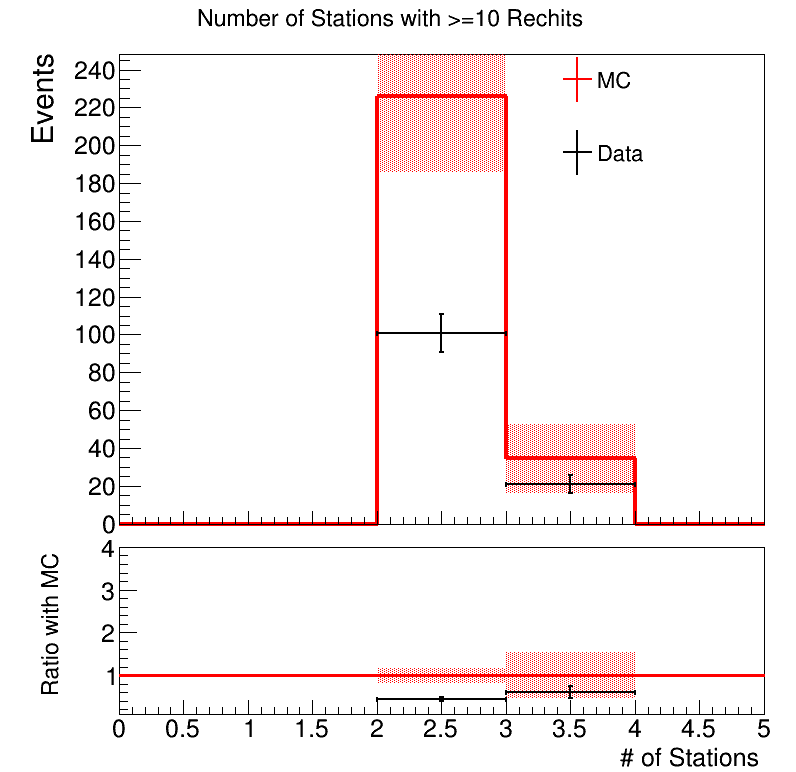 Number of Stations with >=10 Rechits
Events
240
220
200
180
160
140
120
100
80
60
40
20
0
MC
Data
Ratio with MC
4
3
2
1
0 0.5 1 1.5 2 2.5 3 3.5 4 4.5 5
# of Stations